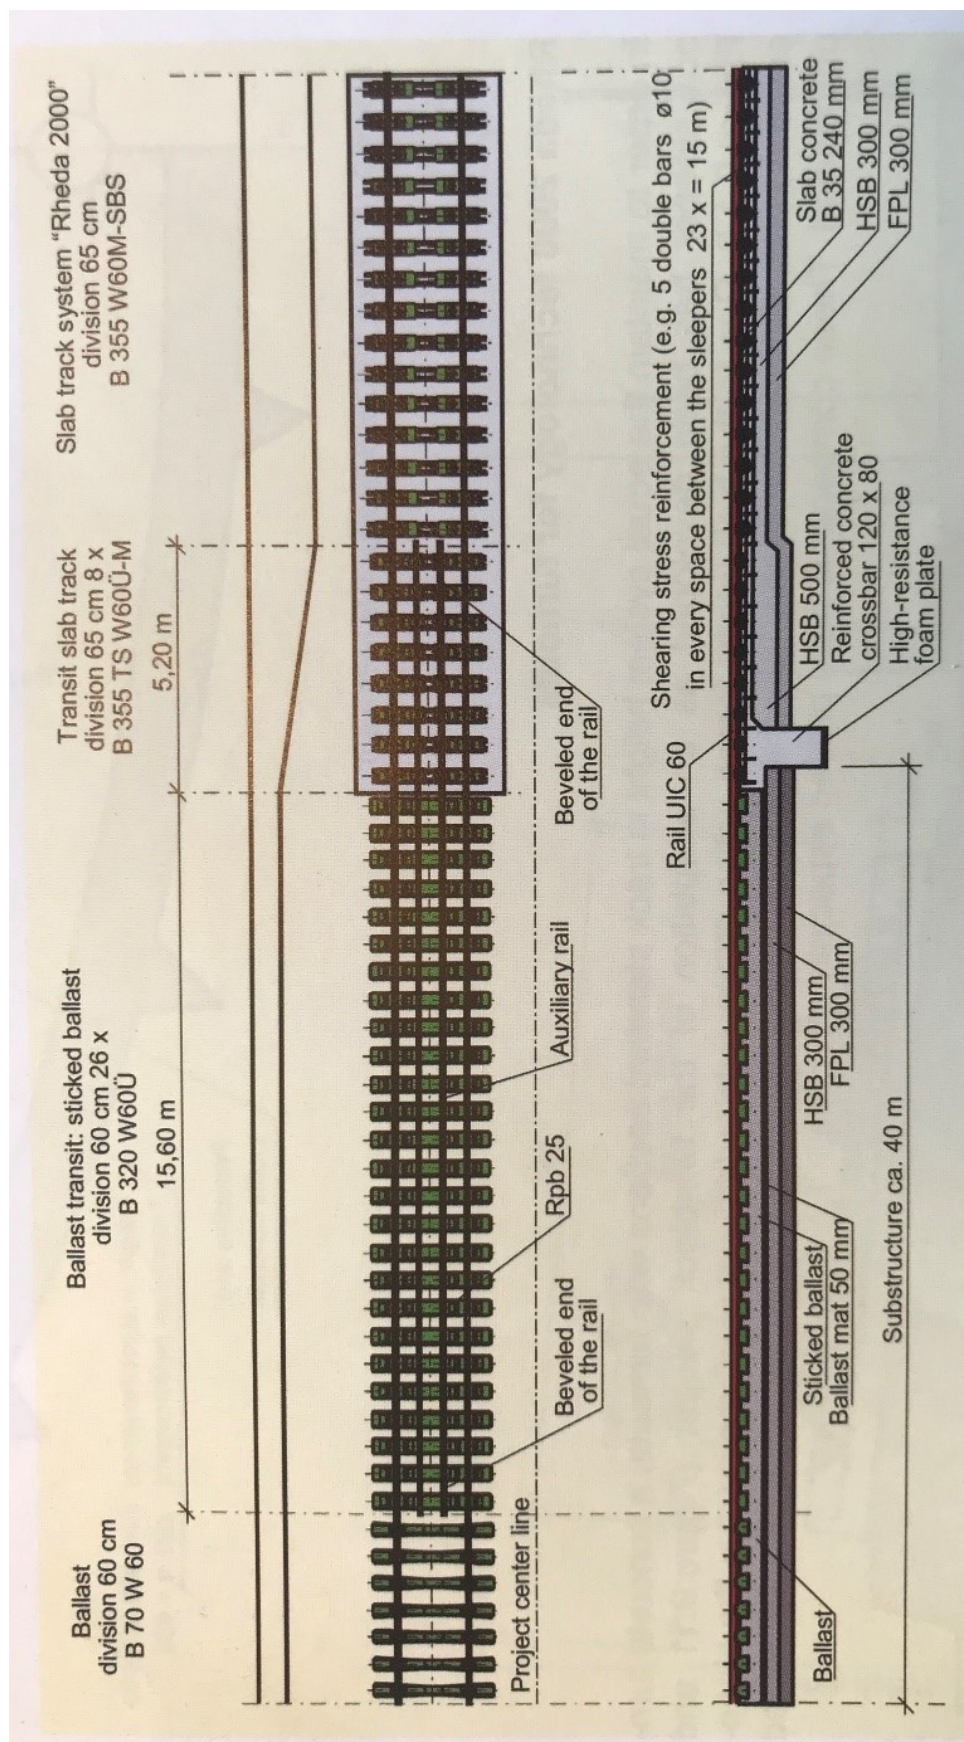 Ballast
division 60 cm
B 70 W 60
Ballast transit: sticked ballast
division 60 cm 26 x
B 320 W60Ü
Transit slab track
division 65 cm 8 x
B 355 TS W60Ü-M
Slab track system “Rheda 2000”
division 65 cm
B 355 W60M-SBS
15,60 m
5,20 m
Project center line
Beveled end
of the rail
Rpb 25
Auxiliary rail
Beveled end
of the rail
Rail UIC 60
Shearing stress reinforcement (e.g. 5 double bars ø10
in every space between the sleepers 23 x = 15 m)
Ballast
Sticked ballast
Ballast mat 50 mm
HSB 300 mm
FPL 300 mm
HSB 500 mm
Reinforced concrete
crossbar 120 x 80
High-resistance
foam plate
Slab concrete
B 35 240 mm
HSB 300 mm
FPL 300 mm
Substructure ca. 40 m